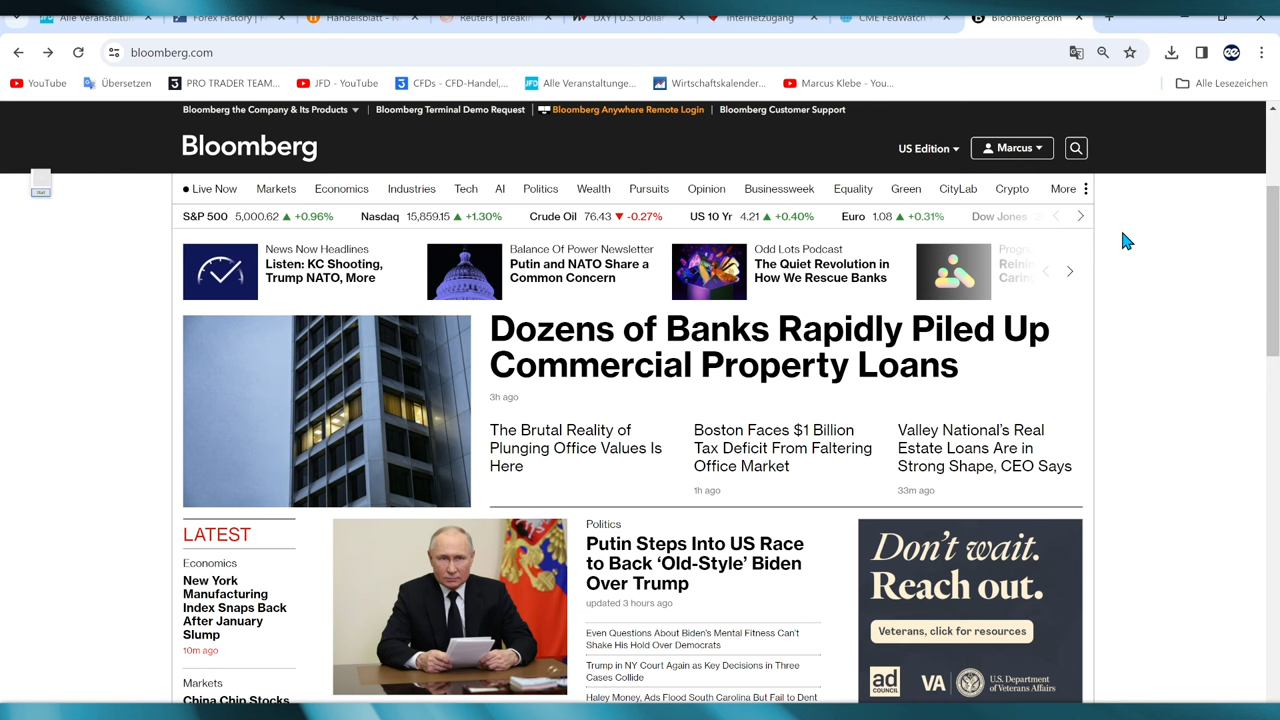 JFD Alle Veranstaltun
Forex Factory | F
Handelsblatt - N
Reuters | Breakin
DXY | U.S. Dolla
Internetzugang
CME FedWatch
Bloomberg.com
bloomberg.com
YouTube
Übersetzen
PRO TRADER TEAM...
JFD - YouTube
CFDs - CFD-Handel,...
JFD Alle Veranstaltunge...
Wirtschaftskalender...
Marcus Klebe - You...
Alle Lesezeichen
Bloomberg the Company & Its Products
Bloomberg Terminal Demo Request
Bloomberg Anywhere Remote Login
Bloomberg Customer Support
Bloomberg
US Edition
Marcus
Live Now Markets Economics Industries Tech AI Politics Wealth Pursuits Opinion Businessweek Equality Green CityLab Crypto More
S&P 500 5,000.62 ▲ +0.96% Nasdaq 15,859.15 ▲ +1.30% Crude Oil 76.43 ▼ -0.27% US 10 Yr 4.21 ▲ +0.40% Euro 1.08 ▲ +0.31% Dow Jones
News Now Headlines
Listen: KC Shooting,
Trump NATO, More
Balance Of Power Newsletter
Putin and NATO Share a
Common Concern
Odd Lots Podcast
The Quiet Revolution in
How We Rescue Banks
Progn
Reinin
Caring
Dozens of Banks Rapidly Piled Up
Commercial Property Loans
3h ago
The Brutal Reality of
Plunging Office Values Is
Here
Boston Faces $1 Billion
Tax Deficit From Faltering
Office Market
1h ago
Valley National's Real
Estate Loans Are in
Strong Shape, CEO Says
33m ago
LATEST
Economics
New York
Manufacturing
Index Snaps Back
After January
Slump
10m ago
Markets
China Chip Stocks
Politics
Putin Steps Into US Race
to Back 'Old-Style' Biden
Over Trump
updated 3 hours ago
Even Questions About Biden's Mental Fitness Can't
Shake His Hold Over Democrats
Trump in NY Court Again as Key Decisions in Three
Cases Collide
Haley Money, Ads Flood South Carolina But Fail to Dent
Don't wait.
Reach out.
Veterans, click for resources
ad
COUNCIL
VA
U.S. Department
of Veterans Affairs